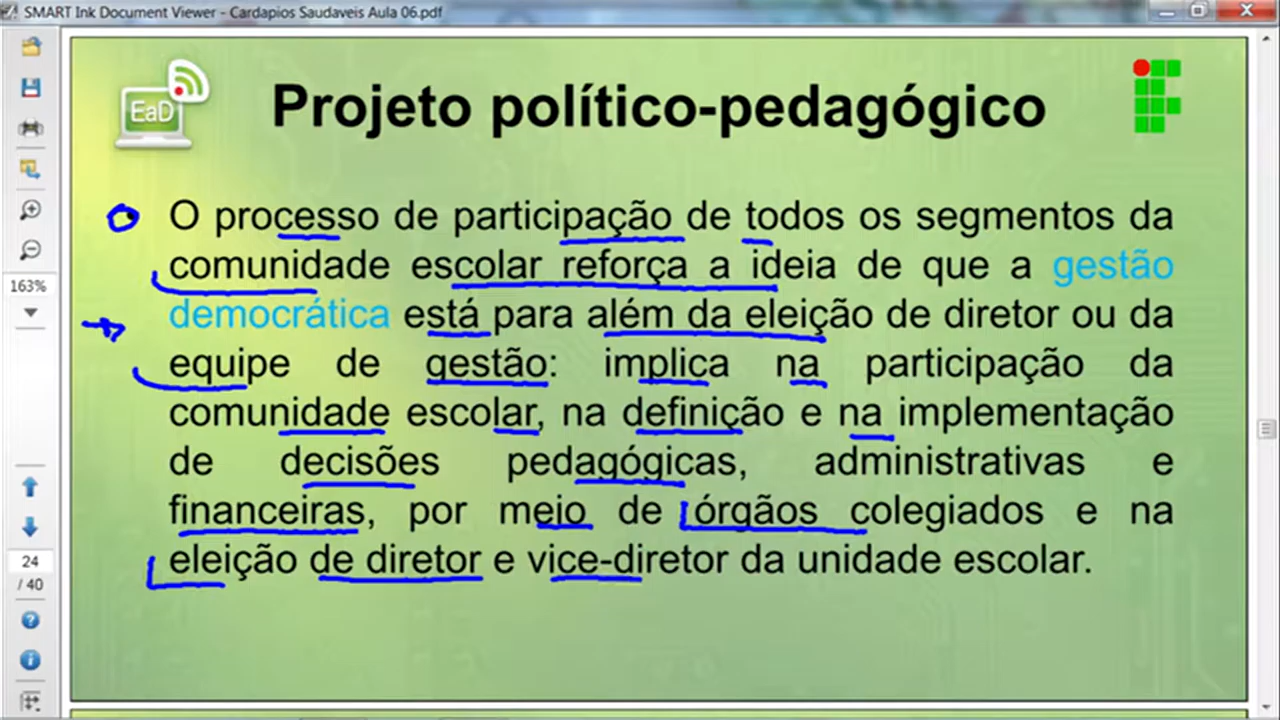 SMART Ink Document Viewer - Cardapios Saudaveis Aula 06.pdf
EaD
Projeto político-pedagógico
O processo de participação de todos os segmentos da
comunidade escolar reforça a ideia de que a gestão
democrática está para além da eleição de diretor ou da
equipe de gestão: implica na participação da
comunidade escolar, na definição e na implementação
de decisões pedagógicas, administrativas e
financeiras, por meio de órgãos colegiados e na
eleição de diretor e vice-diretor da unidade escolar.
163%
24
/ 40